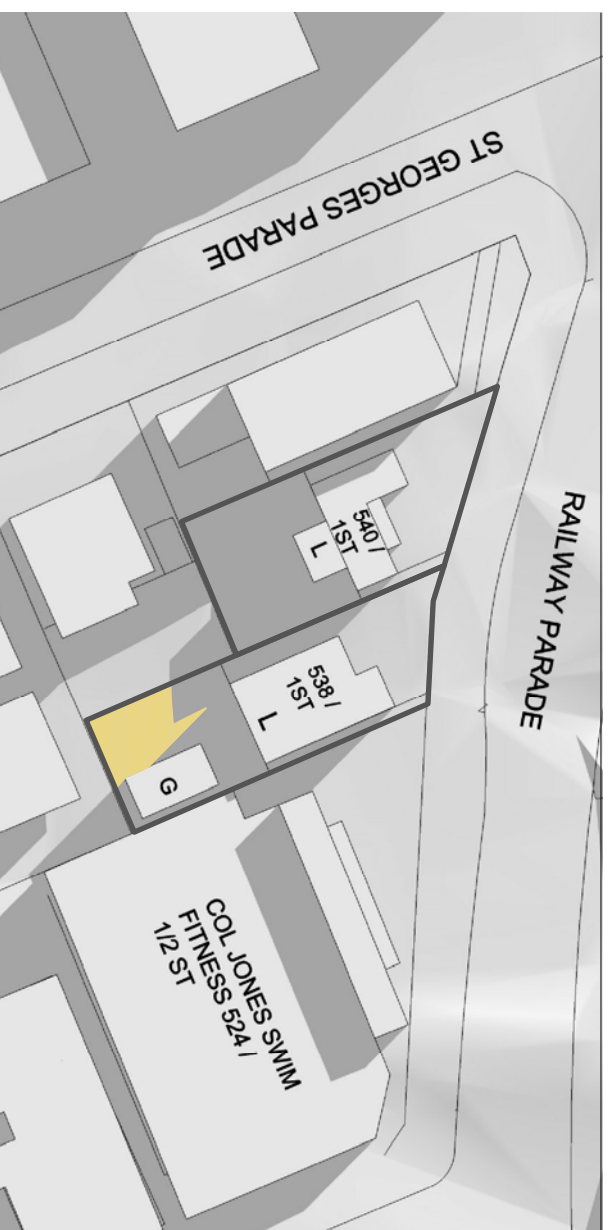 ST GEORGES PARADE
RAILWAY PARADE
540 /
1ST
L
538 /
1ST
L
G
COL JONES SWIM
FITNESS 524 /
1/2 ST